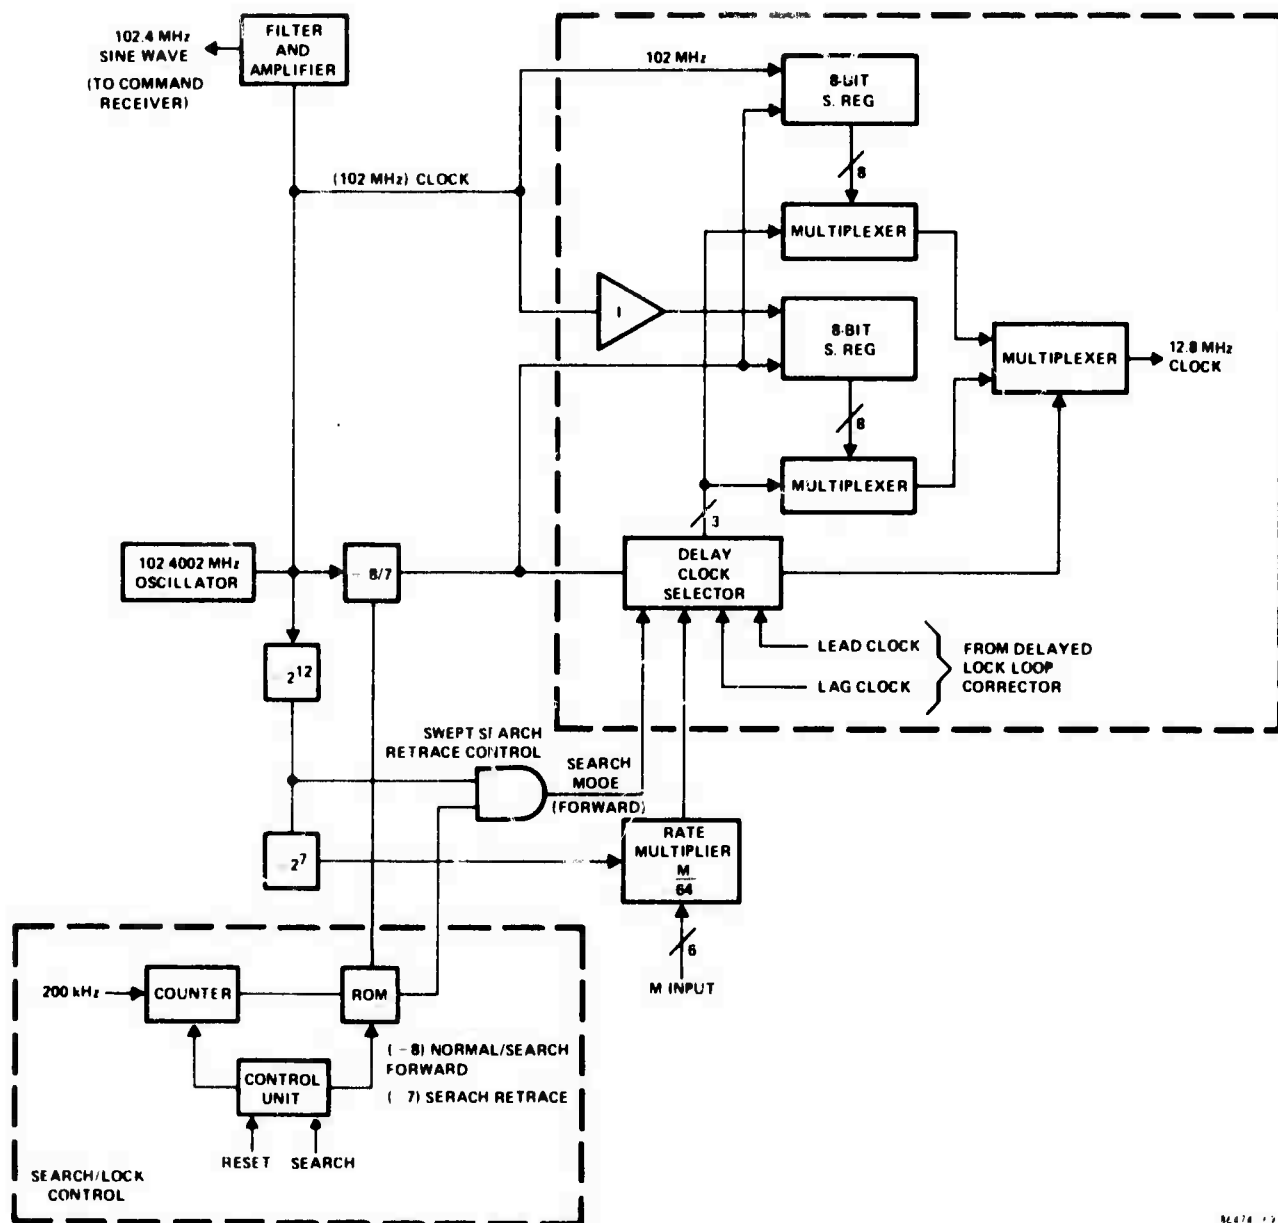 FILTER
AND
AMPLIFIER
102.4 MHz
SINE WAVE
(TO COMMAND
RECEIVER)
102 MHz
8-BIT
S. REG
(102 MHz) CLOCK
8
MULTIPLEXER
I
8-BIT
S. REG
MULTIPLEXER
12.8 MHz
CLOCK
8
MULTIPLEXER
3
102 4002 MHz
OSCILLATOR
- 8/7
DELAY
CLOCK
SELECTOR
LEAD CLOCK
LAG CLOCK
FROM DELAYED
LOCK LOOP
CORRECTOR
- 2^12
SWEPT SEARCH
RETRACE CONTROL
SEARCH
MODE
(FORWARD)
- 2^7
RATE
MULTIPLIER
M
64
6
M INPUT
200 kHz
COUNTER
ROM
(-8) NORMAL/SEARCH
FORWARD
( 7) SERACH RETRACE
CONTROL
UNIT
RESET
SEARCH
SEARCH/LOCK
CONTROL